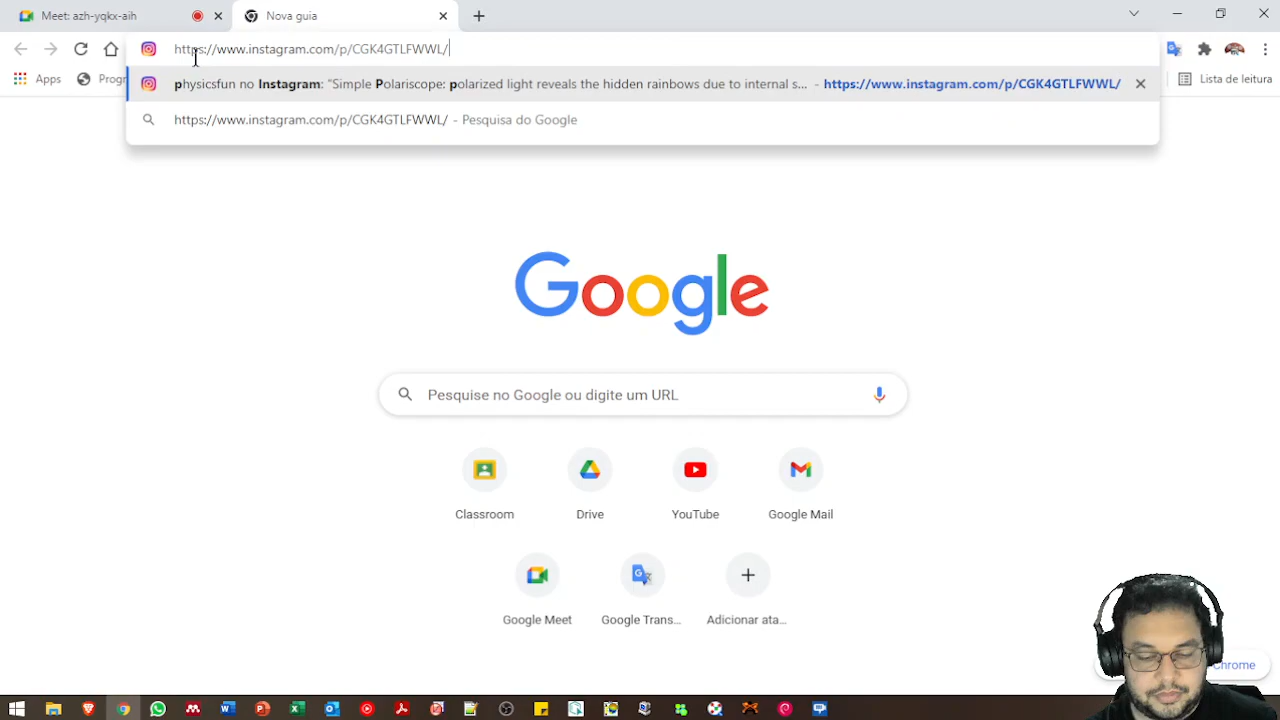 Meet: azh-yqkx-aih
Nova guia
https://www.instagram.com/p/CGK4GTLFWWL/
Apps
Progr
Lista de leitura
physicsfun no Instagram: “Simple Polariscope: polarized light reveals the hidden rainbows due to internal s... - https://www.instagram.com/p/CGK4GTLFWWL/
https://www.instagram.com/p/CGK4GTLFWWL/ - Pesquisa do Google
Google
Pesquise no Google ou digite um URL
Classroom
Drive
YouTube
Google Mail
Google Meet
Google Trans...
Adicionar ata...
Chrome